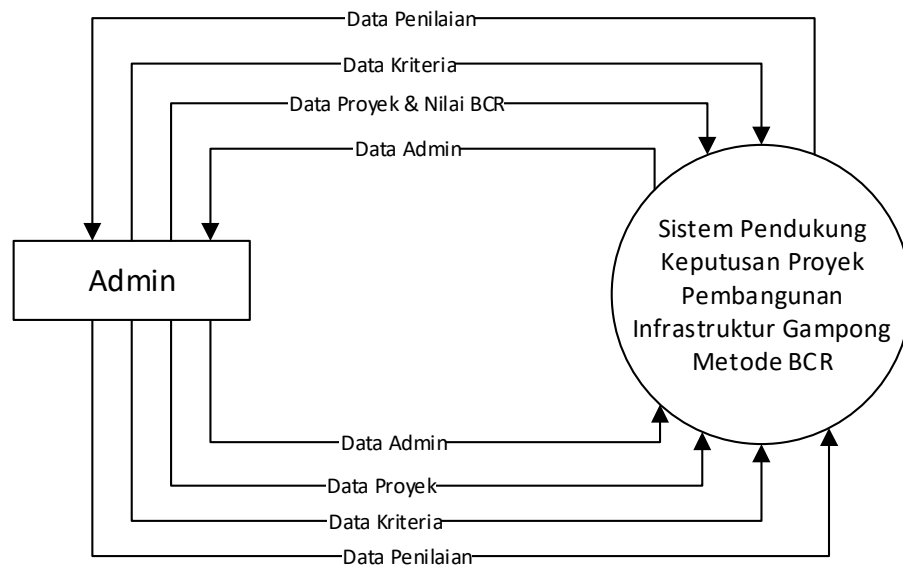 Data Penilaian
Data Kriteria
Data Proyek & Nilai BCR
Data Admin
Admin
Sistem Pendukung
Keputusan Proyek
Pembangunan
Infrastruktur Gampong
Metode BCR
Data Admin
Data Proyek
Data Kriteria
Data Penilaian